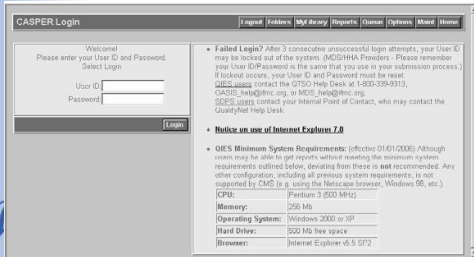 CASPER Login
Logout Folders MyLibrary Reports Queue Options Maint Home
Welcome!
Please enter your User ID and Password.
Select Login
User ID:
Password:
Login
• Failed Login? After 3 consecutive unsuccessful login attempts, your User ID
may be locked out of the system. (MDS/HHA Providers - Please remember
your User ID/Password is the same that you use in your submission process.)
If lockout occurs, your User ID and Password must be reset:
QIES users contact the QTSO Help Desk at 1-800-339-9313,
OASIS_help@ifmc.org, or MDS_help@ifmc.org;
SDPS users contact your Internal Point of Contact, who may contact the
QualityNet Help Desk.
• Notice on use of Internet Explorer 7.0
• QIES Minimum System Requirements: (effective 01/01/2006) Although
users may be able to get reports without meeting the minimum system
requirements outlined below, deviating from these is not recommended. Any
other configuration, including all previous system requirements, is not
supported by CMS (e.g. using the Netscape browser, Windows 98, etc.)
CPU: Pentium 3 (500 MHz)
Memory: 256 Mb
Operating System: Windows 2000 or XP
Hard Drive: 500 Mb free space
Browser: Internet Explorer v5.5 SP2